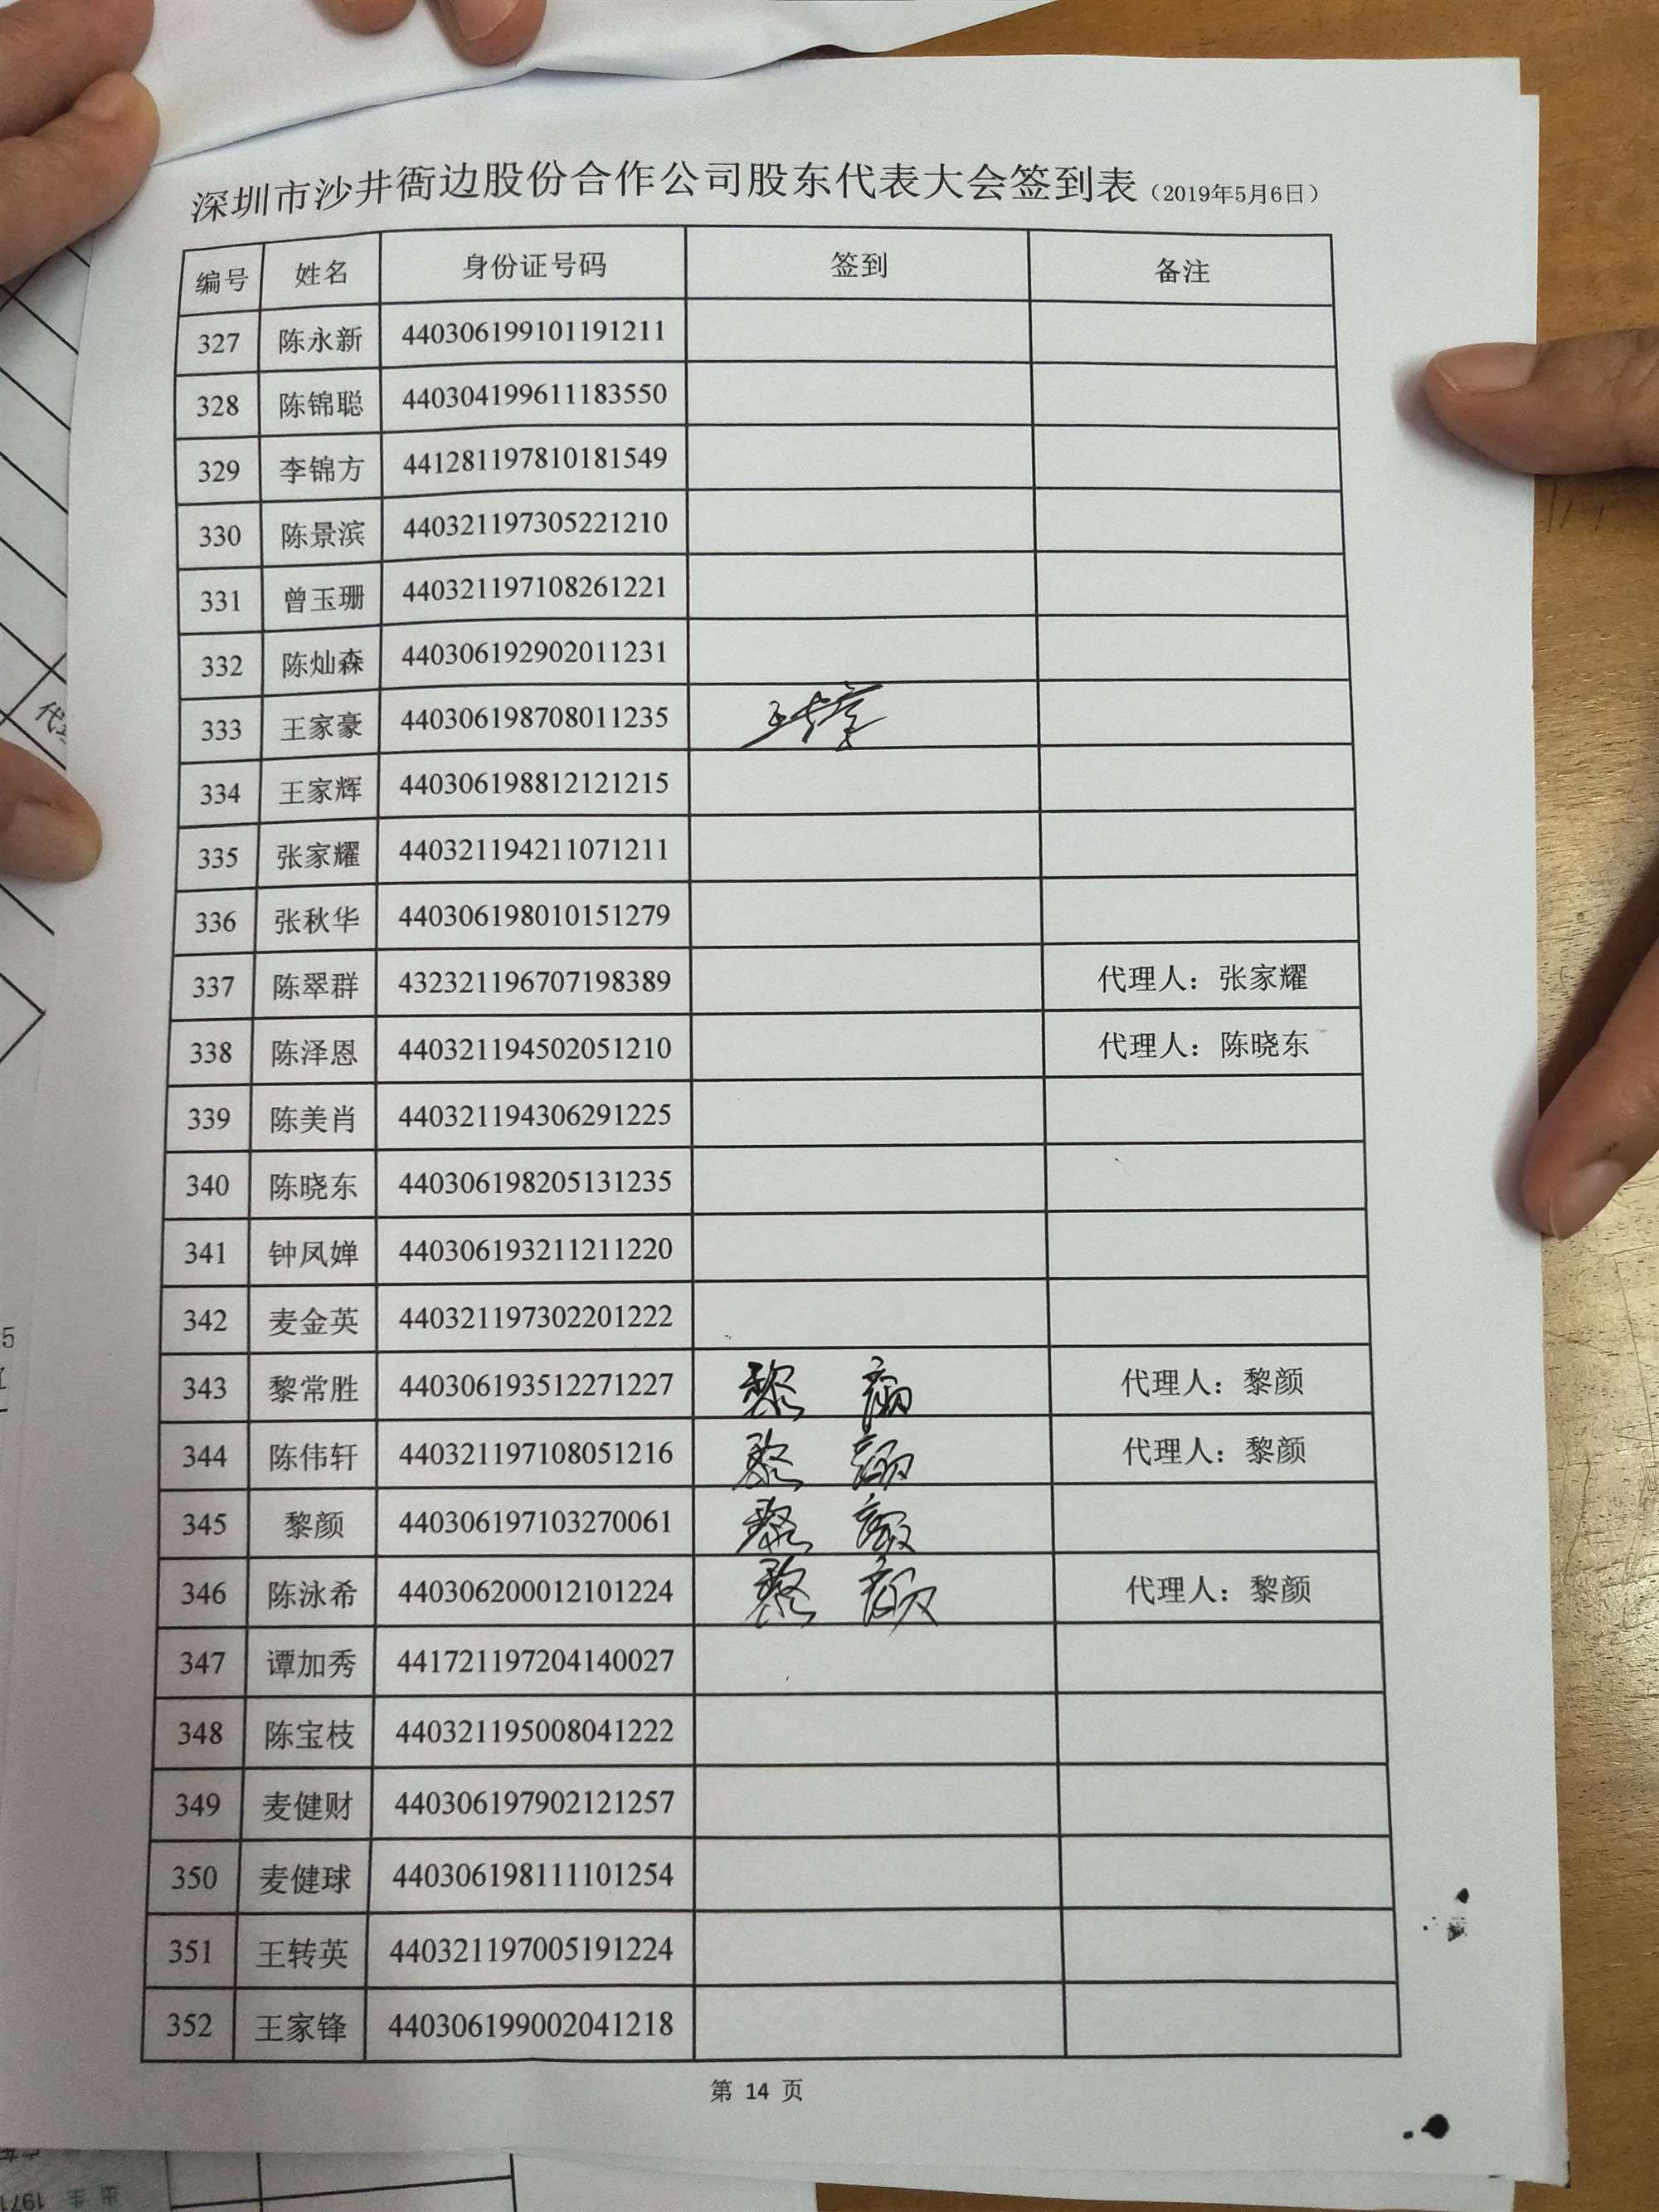 深圳市沙井衙边股份合作公司股东代表大会签到表（2019年5月6日）
编号 姓名 身份证号码 签到 备注
327 陈永新 440306199101191211
328 陈锦聪 440304199611183550
329 李锦方 441281197810181549
330 陈景滨 440321197305221210
331 曾玉珊 440321197108261221
332 陈灿森 440306192902011231
333 王家豪 440306198708011235 王家豪
334 王家辉 440306198812121215
335 张家耀 440321194211071211
336 张秋华 440306198010151279
337 陈翠群 432321196707198389 代理人：张家耀
338 陈泽恩 440321194502051210 代理人：陈晓东
339 陈美肖 440321194306291225
340 陈晓东 440306198205131235
341 钟凤婵 440306193211211220
342 麦金英 440321197302201222
343 黎常胜 440306193512271227 黎颜 代理人：黎颜
344 陈伟轩 440321197108051216 黎颜 代理人：黎颜
345 黎颜 440306197103270061 黎颜
346 陈泳希 440306200012101224 黎颜 代理人：黎颜
347 谭加秀 441721197204140027
348 陈宝枝 440321195008041222
349 麦健财 440306197902121257
350 麦健球 440306198111101254
351 王转英 440321197005191224
352 王家锋 440306199002041218
第 14 页